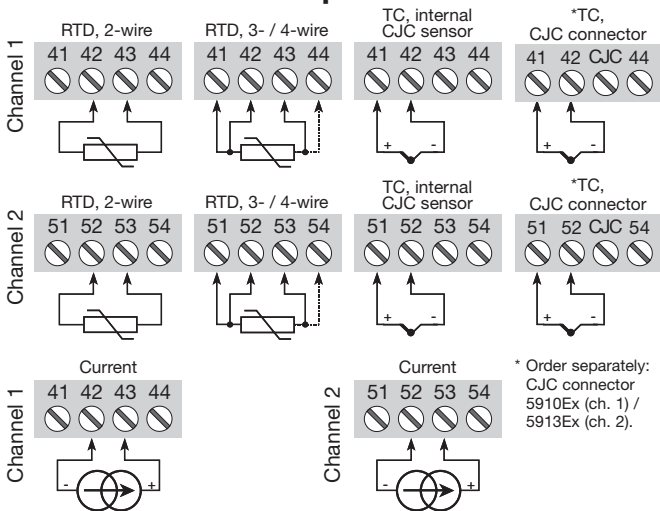 RTD, 2-wire
RTD, 3- / 4-wire
TC, internal
CJC sensor
*TC,
CJC connector
Channel 1
41 42 43 44
41 42 43 44
41 42 43 44
41 42 CJC 44
+ -
+ -
RTD, 2-wire
RTD, 3- / 4-wire
TC, internal
CJC sensor
*TC,
CJC connector
Channel 2
51 52 53 54
51 52 53 54
51 52 53 54
51 52 CJC 54
+ -
+ -
Current
Channel 1
41 42 43 44
- +
Current
Channel 2
51 52 53 54
- +
* Order separately:
CJC connector
5910Ex (ch. 1) /
5913Ex (ch. 2).